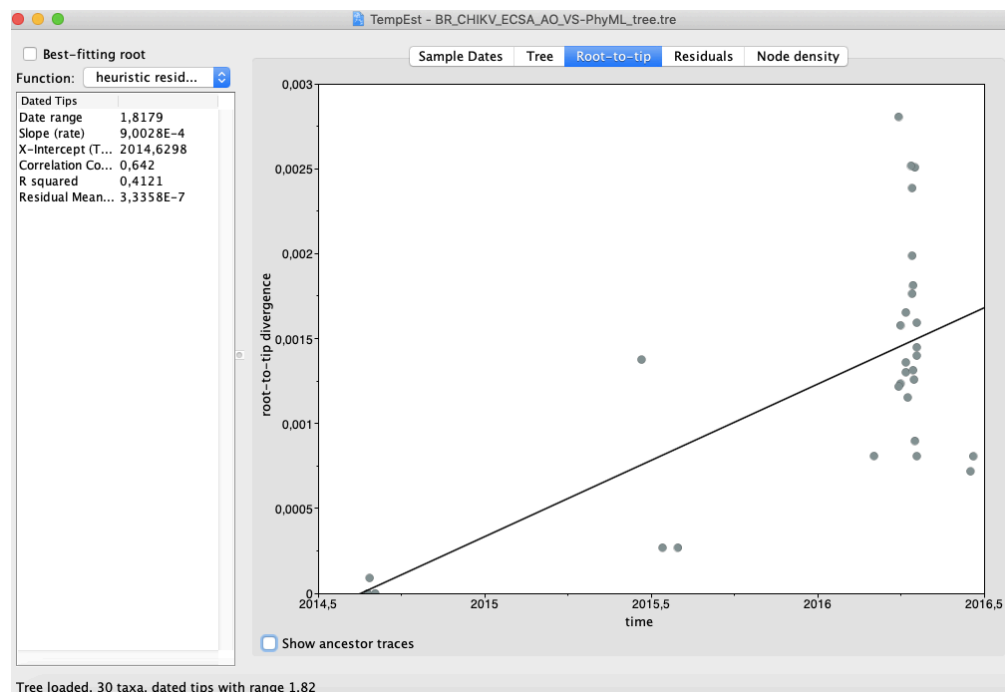 TempEst - BR_CHIKV_ECSA_AO_VS-PhyML_tree.tre
Best-fitting root
Function: heuristic resid...
Dated Tips
Date range 1,8179
Slope (rate) 9,0028E-4
X-Intercept (T... 2014,6298
Correlation Co... 0,642
R squared 0,4121
Residual Mean... 3,3358E-7
Sample Dates Tree Root-to-tip Residuals Node density
0,003
0,0025
0,002
0,0015
0,001
0,0005
0
root-to-tip divergence
2014,5 2015 2015,5 2016 2016,5
time
Show ancestor traces
Tree loaded, 30 taxa, dated tips with range 1.82